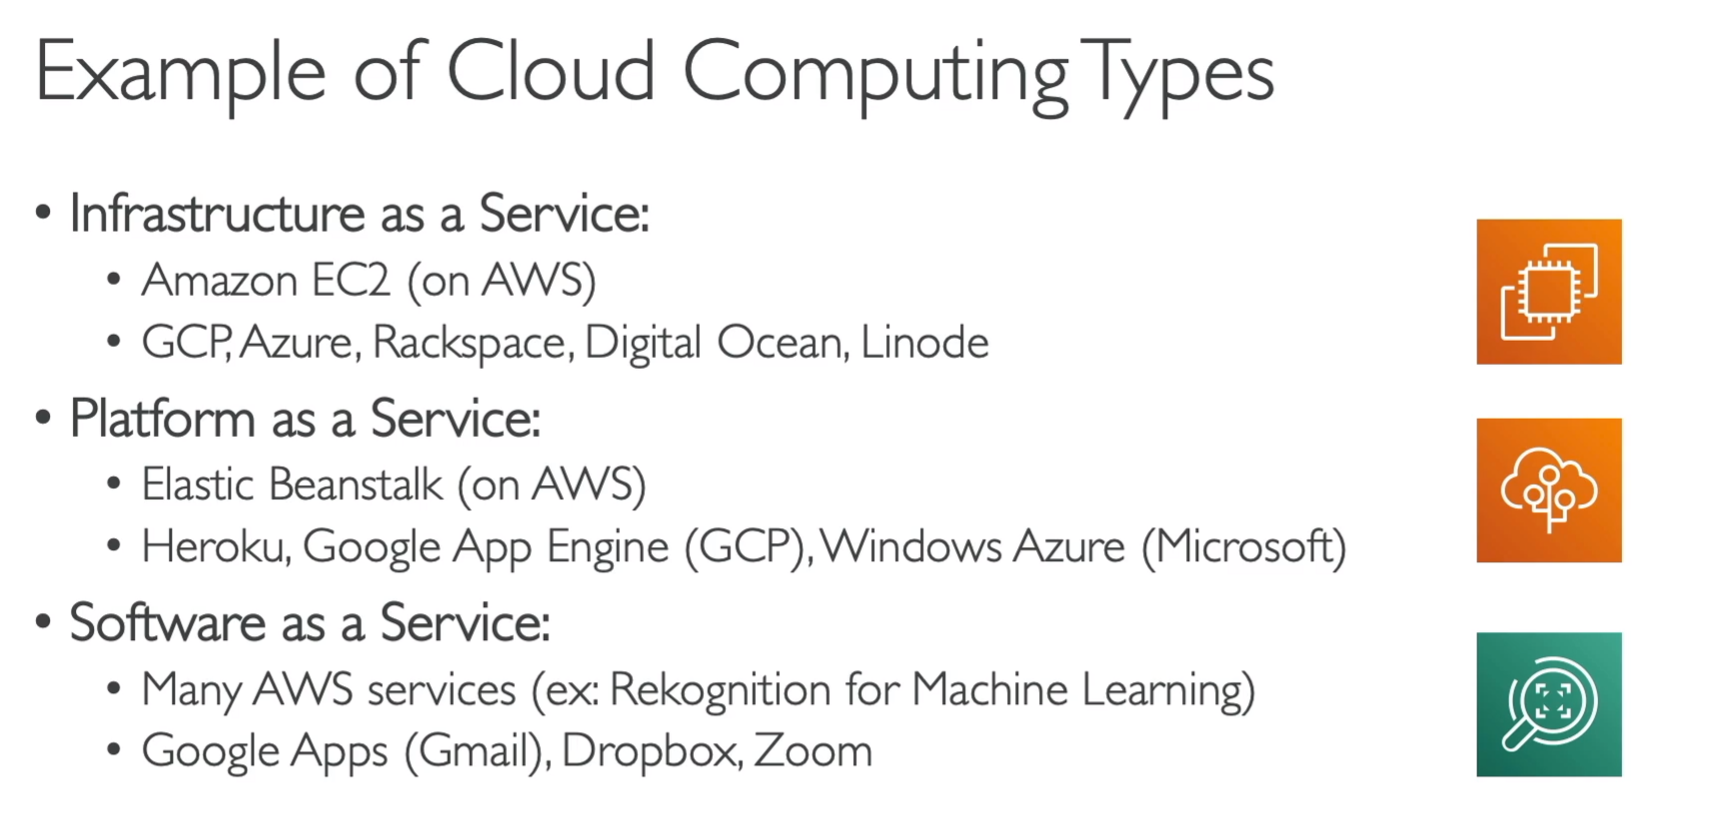 Example of Cloud Computing Types
• Infrastructure as a Service:
• Amazon EC2 (on AWS)
• GCP, Azure, Rackspace, Digital Ocean, Linode
• Platform as a Service:
• Elastic Beanstalk (on AWS)
• Heroku, Google App Engine (GCP), Windows Azure (Microsoft)
• Software as a Service:
• Many AWS services (ex: Rekognition for Machine Learning)
• Google Apps (Gmail), Dropbox, Zoom